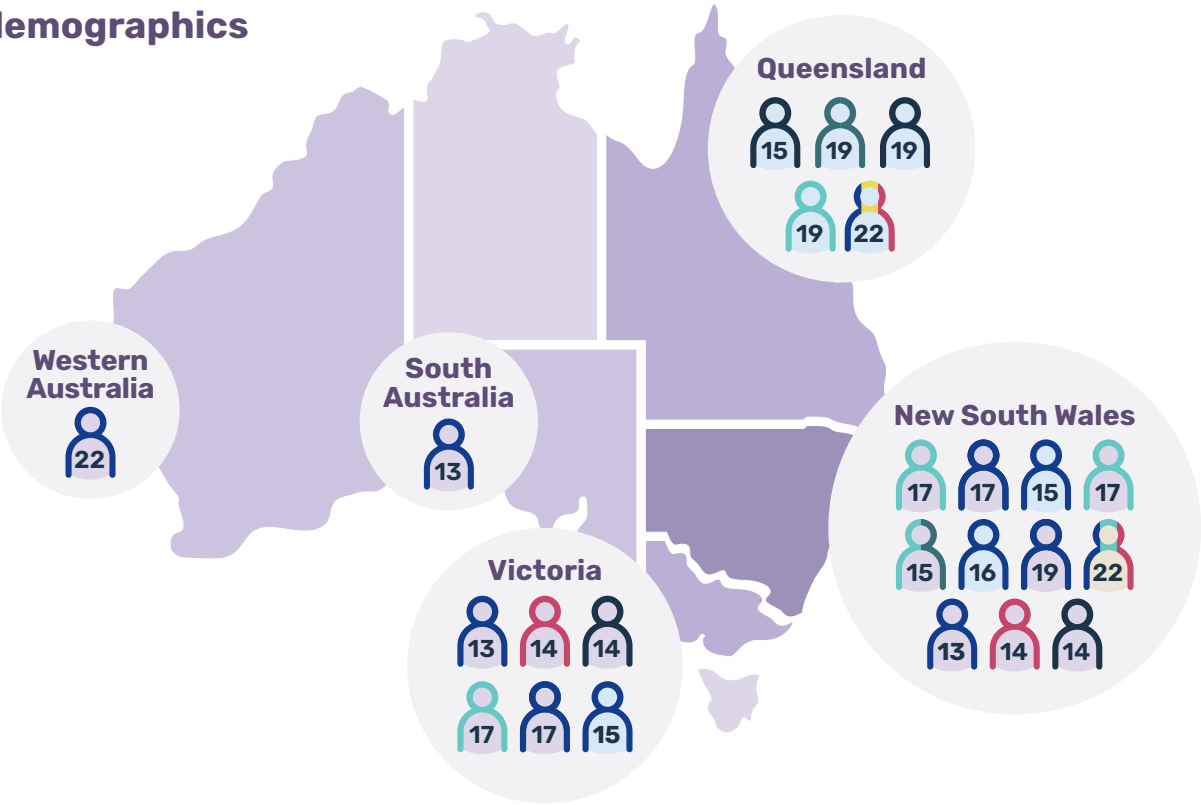 demographics
Queensland
15 19 19
19 22
Western
Australia
22
South
Australia
13
New South Wales
17 17 15 17
15 16 19 22
13 14 14
Victoria
13 14 14
17 17 15